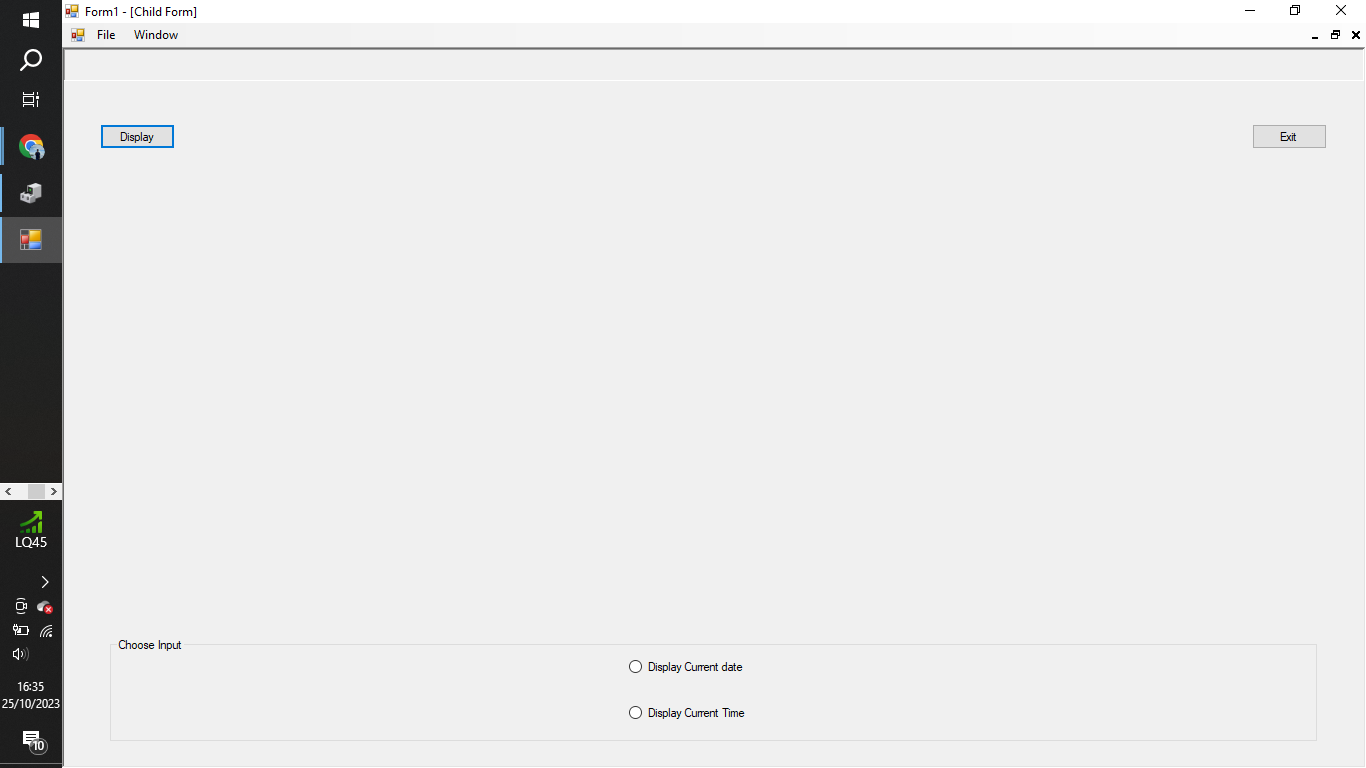 Form1 - [Child Form]
File Window
Display
Exit
Choose Input
Display Current date
Display Current Time
LQ45
16:35
25/10/2023
10